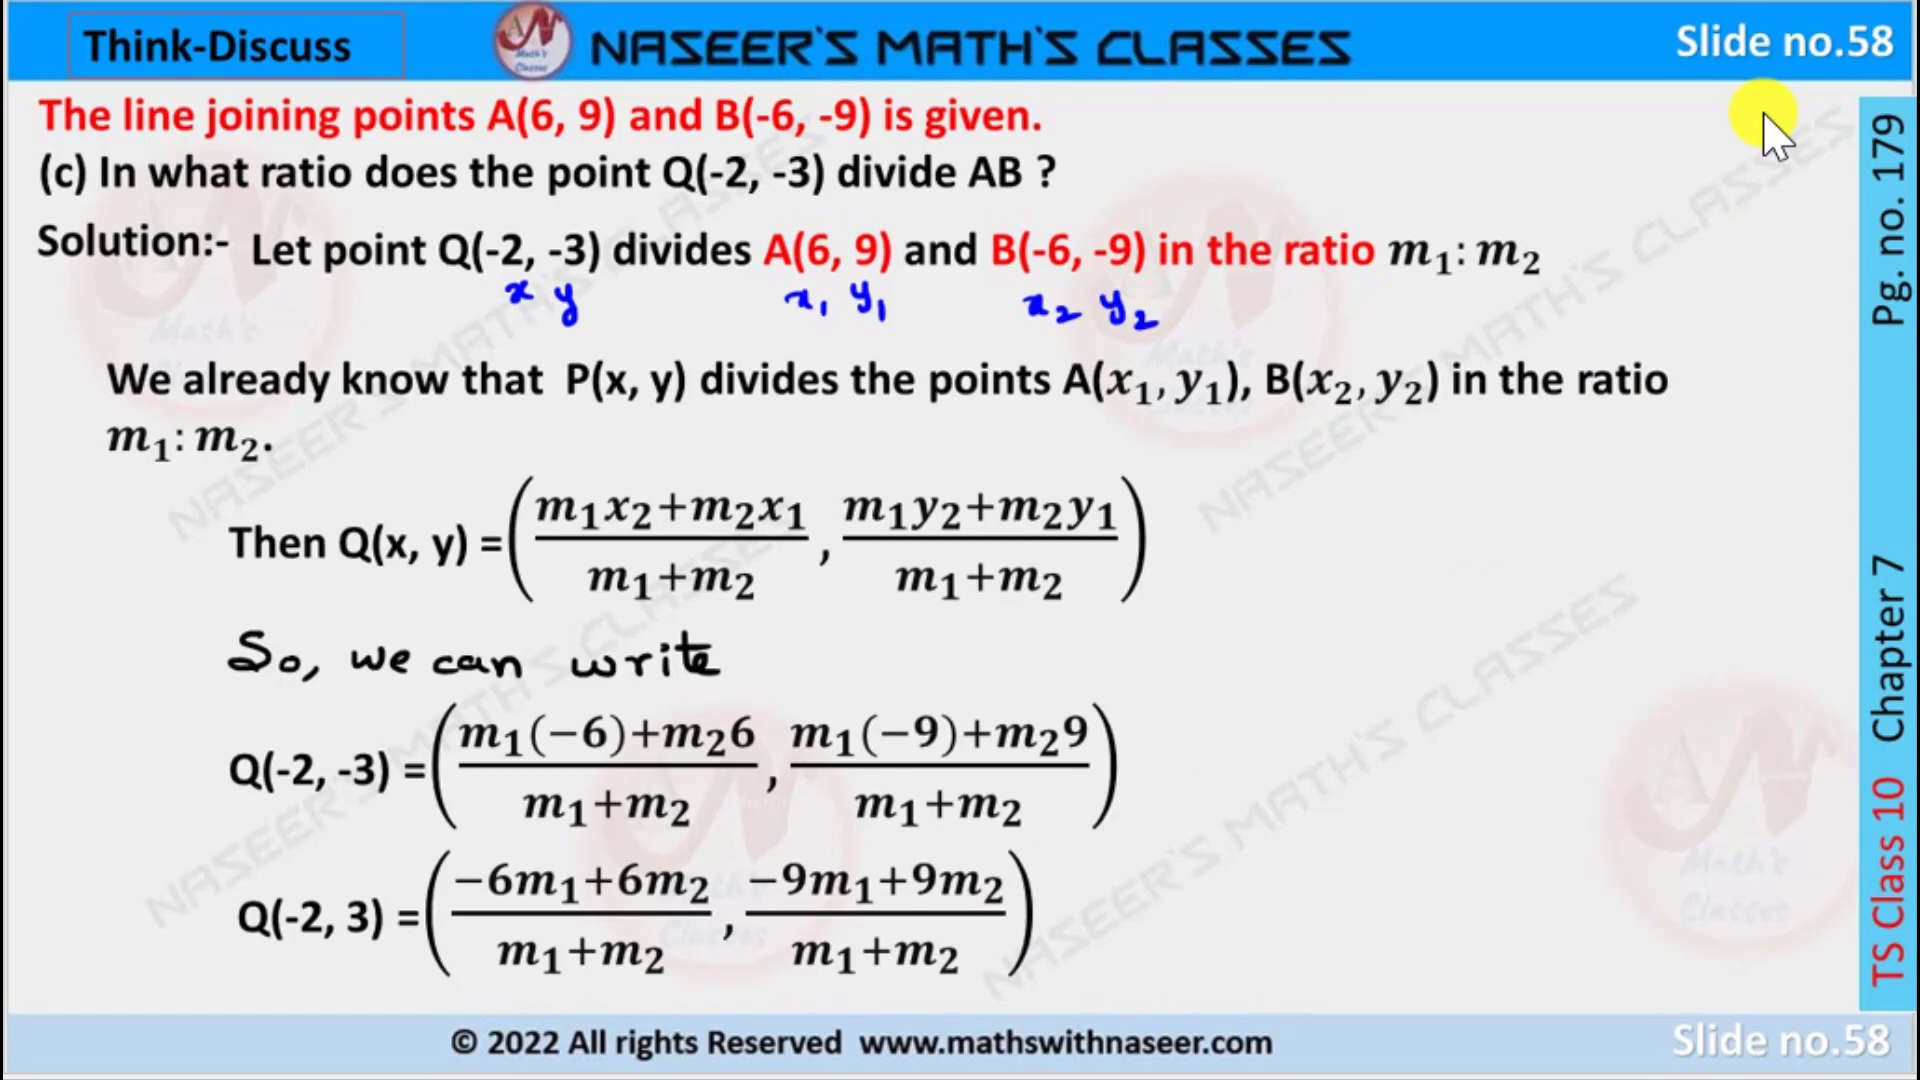 Think-Discuss
NASEER'S MATH'S CLASSES
Slide no.58
The line joining points A(6, 9) and B(-6, -9) is given.
(c) In what ratio does the point Q(-2, -3) divide AB ?
Solution:- Let point Q(-2, -3) divides A(6, 9) and B(-6, -9) in the ratio m₁: m₂
x y x₁ y₁ x₂ y₂
We already know that P(x, y) divides the points A(x₁, y₁), B(x₂, y₂) in the ratio
m₁: m₂.
Then Q(x, y) = ( (m₁x₂+m₂x₁)/(m₁+m₂) , (m₁y₂+m₂y₁)/(m₁+m₂) )
So, we can write
Q(-2, -3) = ( (m₁(−6)+m₂6)/(m₁+m₂) , (m₁(−9)+m₂9)/(m₁+m₂) )
Q(-2, 3) = ( (−6m₁+6m₂)/(m₁+m₂) , (−9m₁+9m₂)/(m₁+m₂) )
TS Class 10 Chapter 7 Pg. no. 179
© 2022 All rights Reserved www.mathswithnaseer.com
Slide no.58